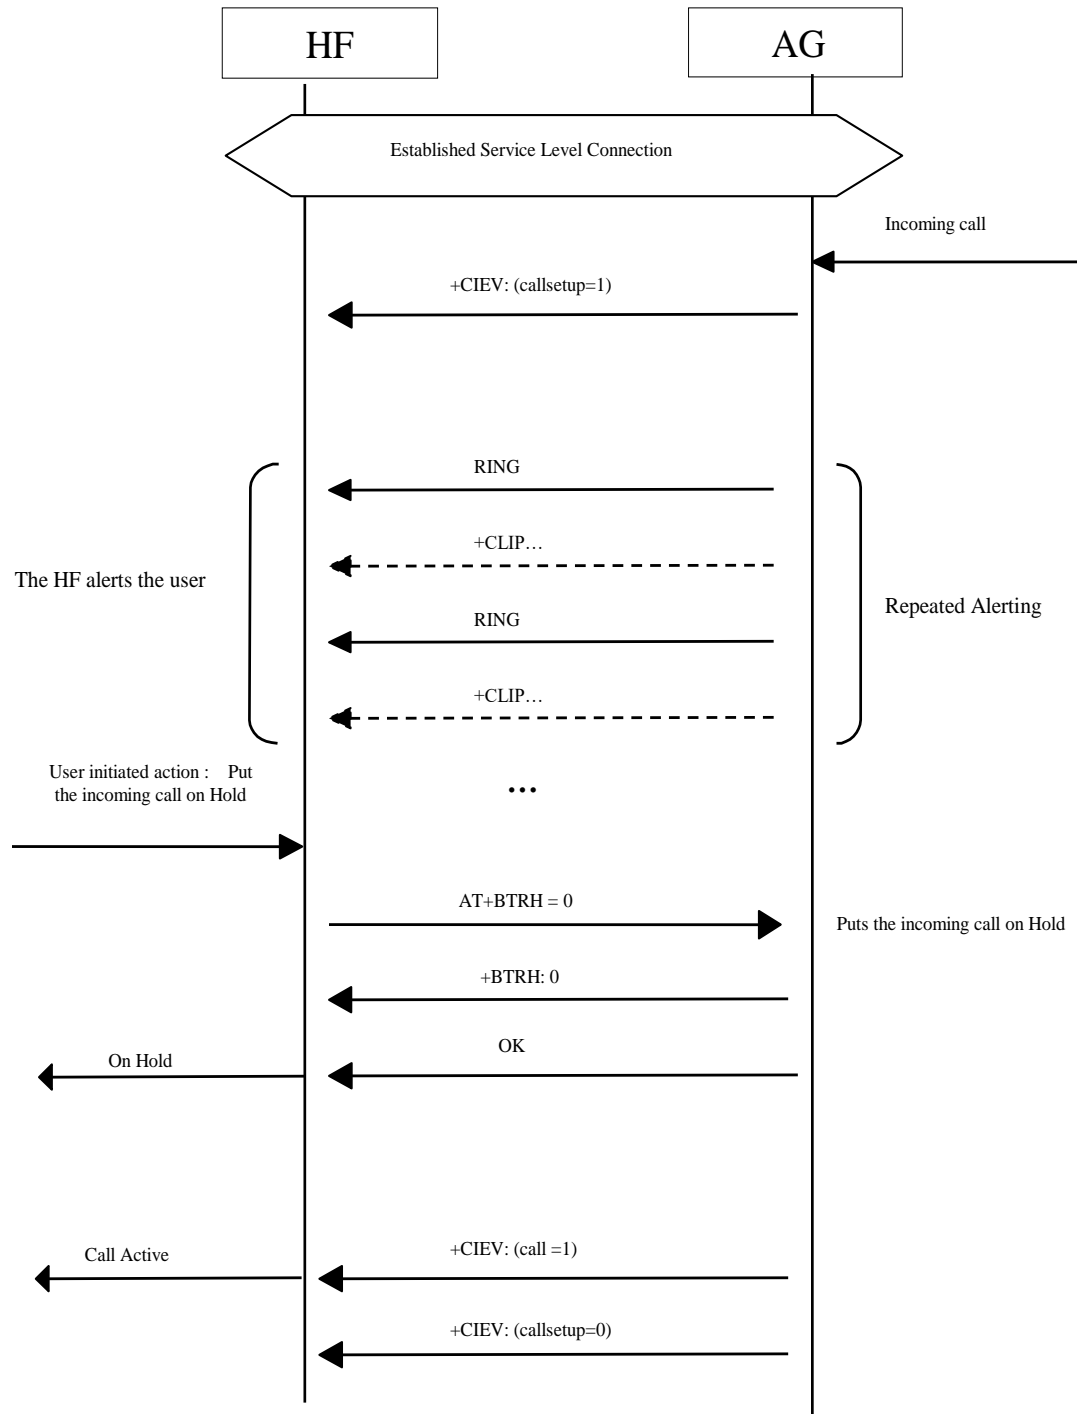 HF
AG
Established Service Level Connection
Incoming call
+CIEV: (callsetup=1)
RING
+CLIP…
The HF alerts the user
Repeated Alerting
RING
+CLIP…
User initiated action : Put
the incoming call on Hold
...
AT+BTRH = 0
Puts the incoming call on Hold
+BTRH: 0
OK
On Hold
+CIEV: (call =1)
Call Active
+CIEV: (callsetup=0)